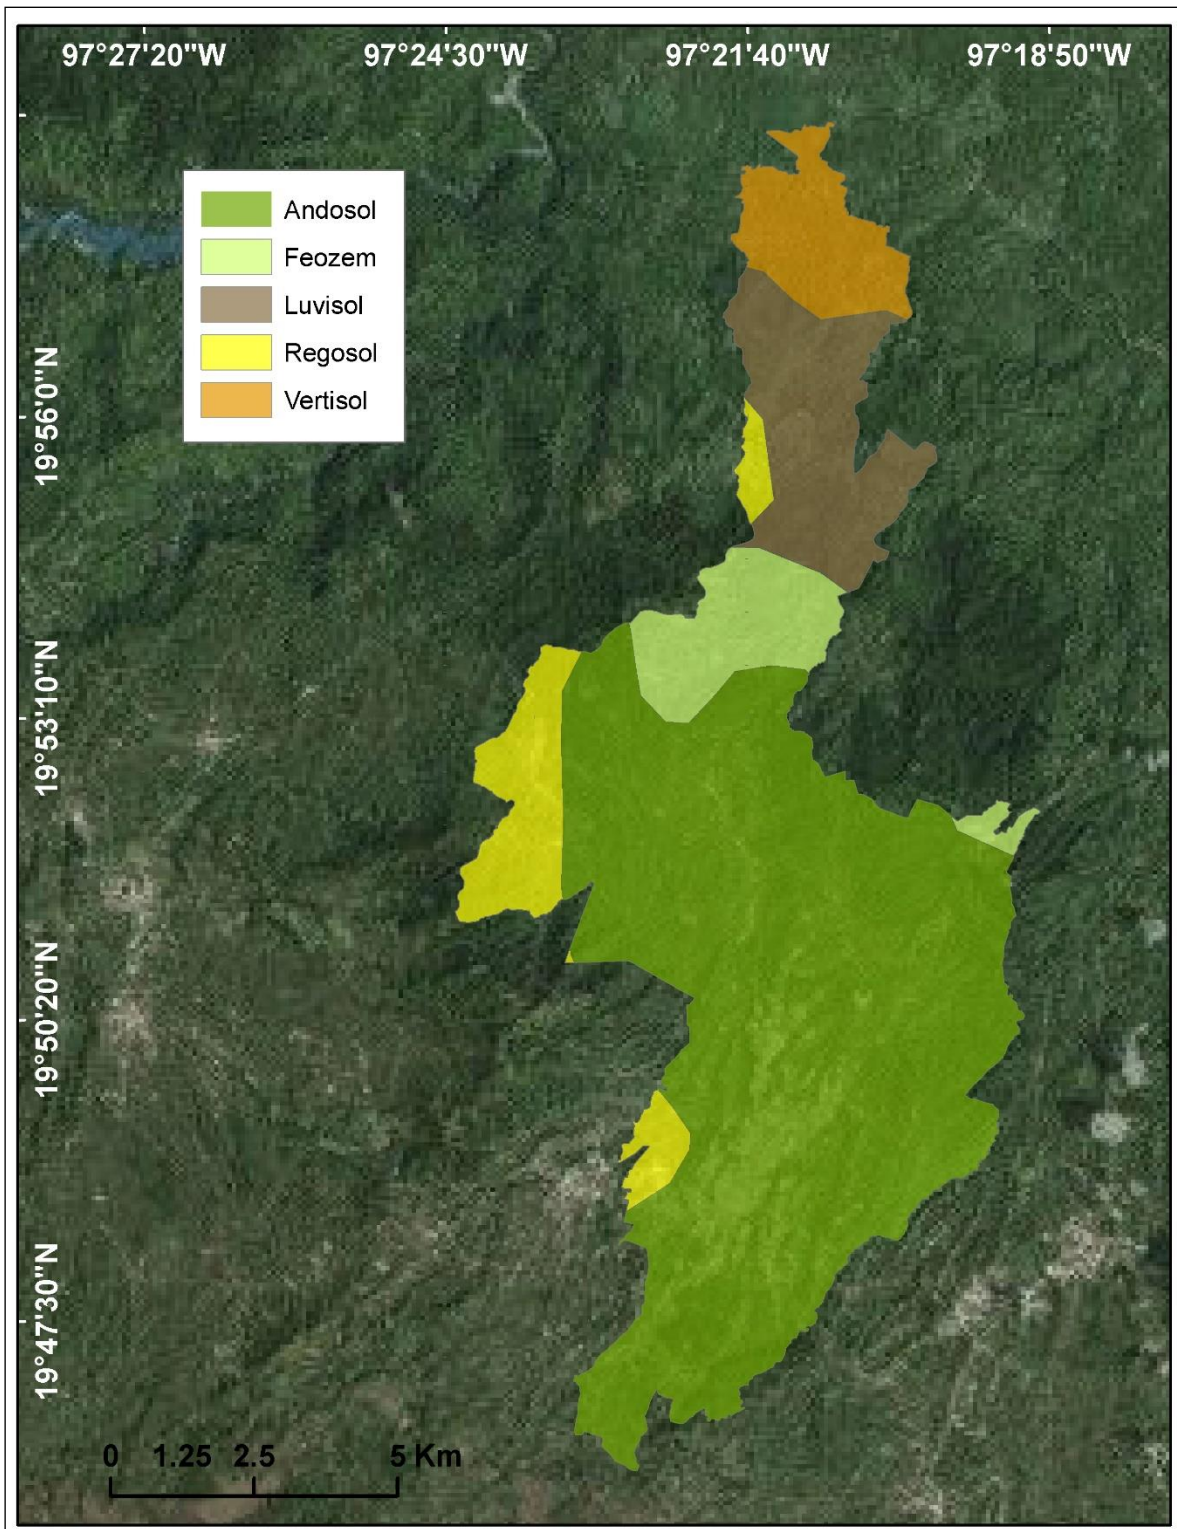 97°27'20"W 97°24'30"W 97°21'40"W 97°18'50"W
Andosol
Feozem
Luvisol
Regosol
Vertisol
19°56'0"N
19°53'10"N
19°50'20"N
19°47'30"N
0 1.25 2.5 5 Km